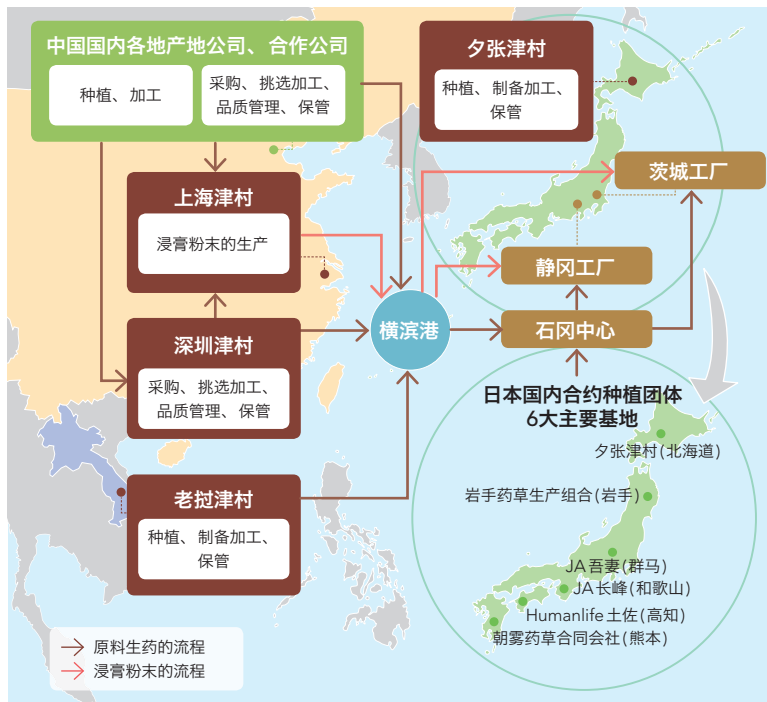 中国国内各地产地公司、合作公司
种植、加工
采购、挑选加工、
品质管理、保管
夕张津村
种植、制备加工、
保管
茨城工厂
上海津村
浸膏粉末的生产
静冈工厂
横滨港
石冈中心
深圳津村
采购、挑选加工、
品质管理、保管
日本国内合约种植团体
6大主要基地
夕张津村(北海道)
老挝津村
种植、制备加工、
保管
岩手药草生产组合(岩手)
JA吾妻(群马)
JA长峰(和歌山)
Humanlife土佐(高知)
朝雾药草合同会社(熊本)
原料生药的流程
浸膏粉末的流程